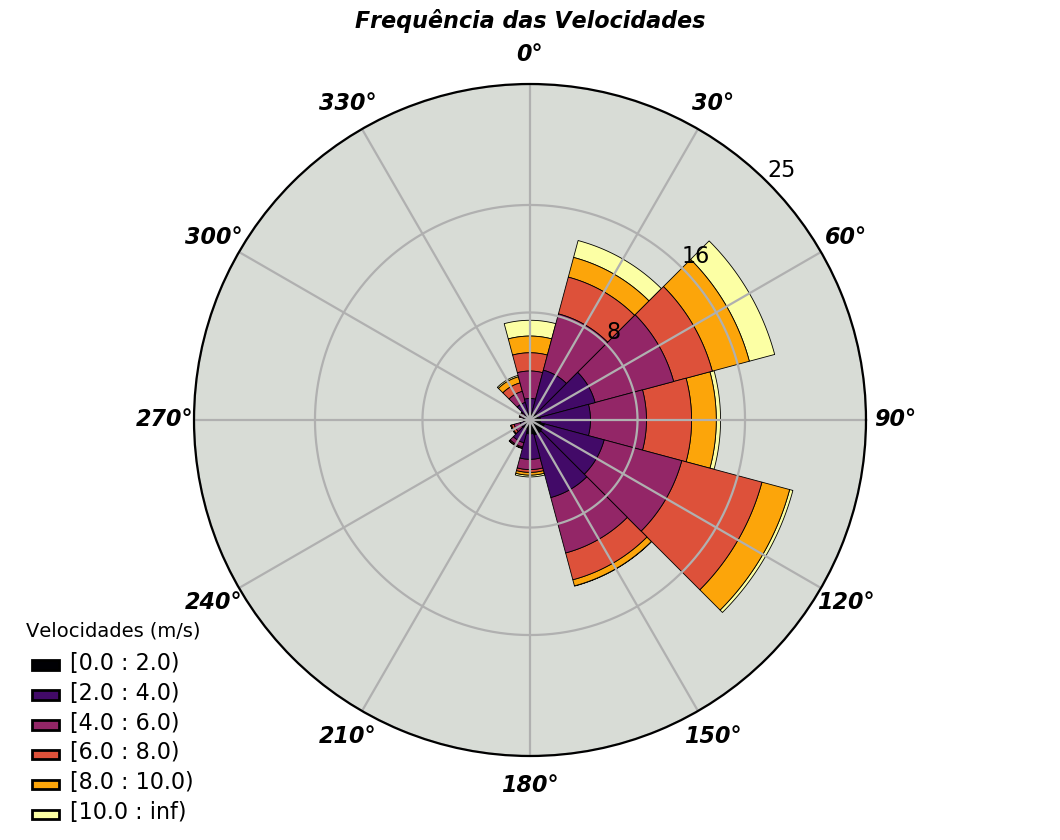 Frequência das Velocidades
0°
330°
30°
25
300°
60°
16
8
270°
90°
240°
120°
210°
150°
180°
Velocidades (m/s)
[0.0 : 2.0)
[2.0 : 4.0)
[4.0 : 6.0)
[6.0 : 8.0)
[8.0 : 10.0)
[10.0 : inf)